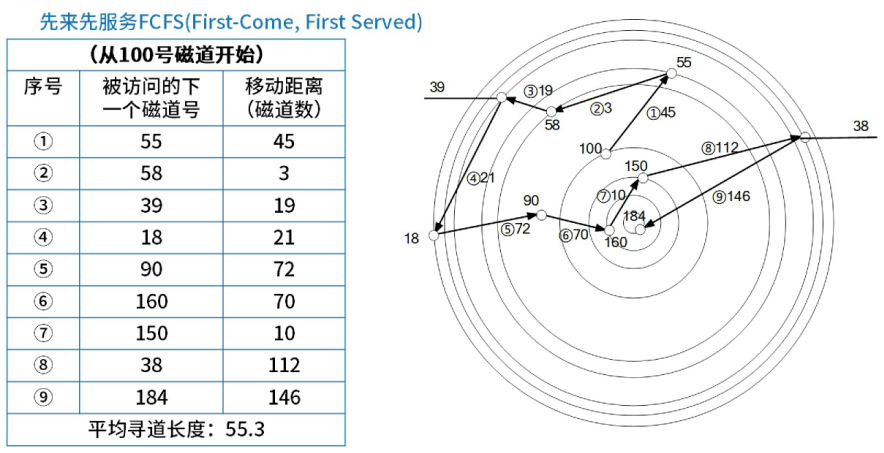 先来先服务FCFS(First-Come, First Served)
（从100号磁道开始）
序号 被访问的下一个磁道号 移动距离（磁道数）
① 55 45
② 58 3
③ 39 19
④ 18 21
⑤ 90 72
⑥ 160 70
⑦ 150 10
⑧ 38 112
⑨ 184 146
平均寻道长度：55.3
55
39
③19
②3
①45
58
38
100
⑧112
150
④21
⑦10
⑨146
90
184
18
⑤72
⑥70
160